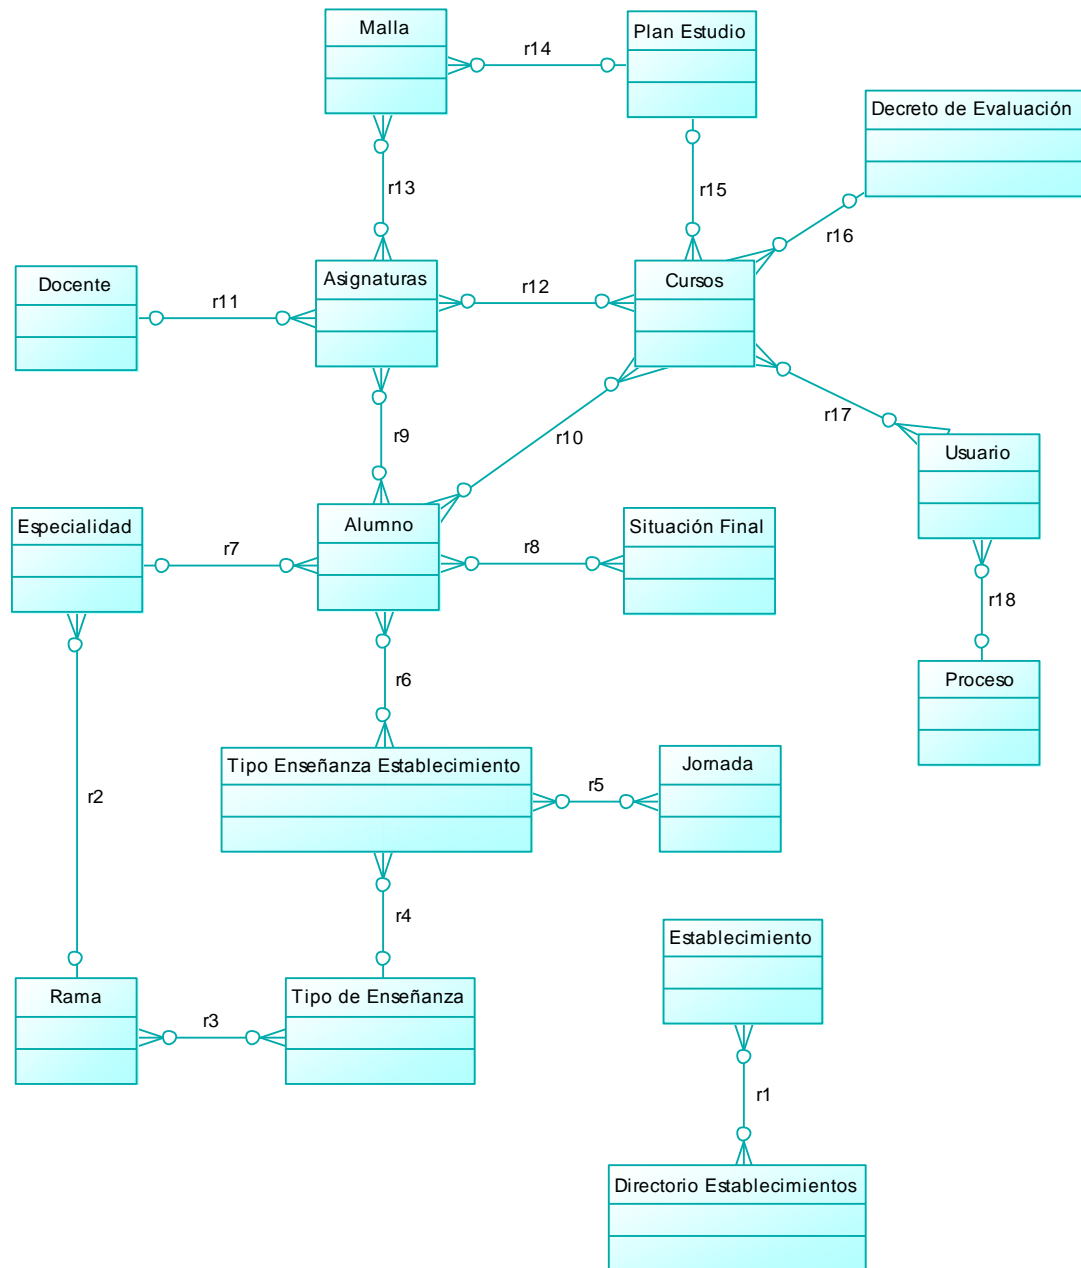 Malla
Plan Estudio
r14
Decreto de Evaluación
r13
r15
r16
Docente
Asignaturas
Cursos
r11
r12
r9
r10
r17
Usuario
Especialidad
Alumno
Situación Final
r7
r8
r18
r6
Proceso
Tipo Enseñanza Establecimiento
Jornada
r5
r2
r4
Establecimiento
Rama
Tipo de Enseñanza
r3
r1
Directorio Establecimientos